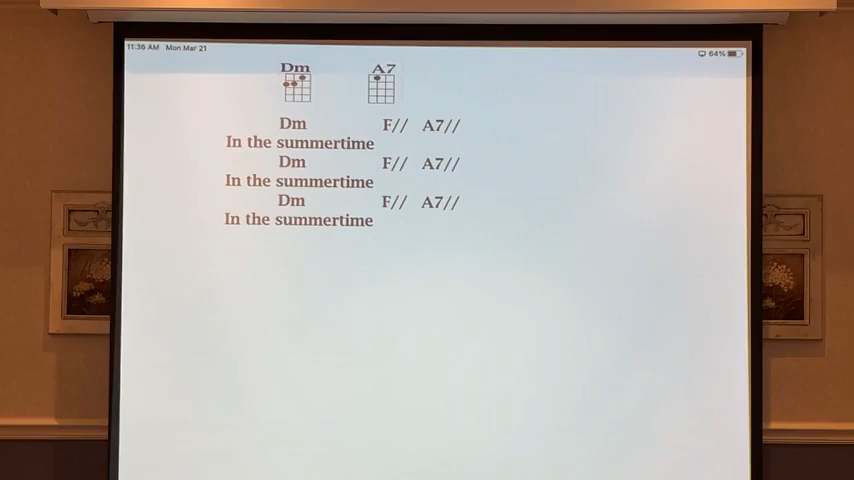 11:36 AM Mon Mar 21
64%
Dm A7
Dm F// A7//
In the summertime
Dm F// A7//
In the summertime
Dm F// A7//
In the summertime